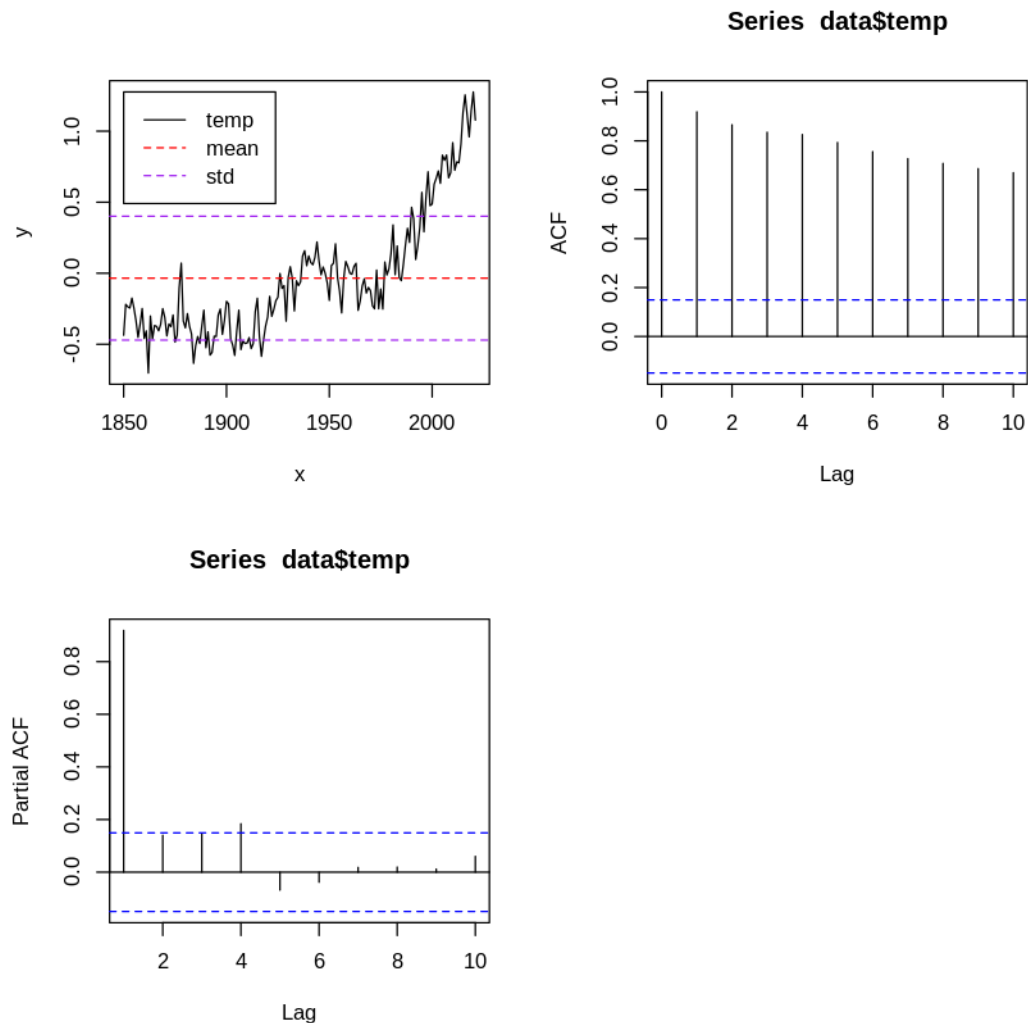 temp
mean
std
y
1.0
0.5
0.0
-0.5
1850 1900 1950 2000
x
Series data$temp
ACF
1.0
0.8
0.6
0.4
0.2
0.0
0 2 4 6 8 10
Lag
Series data$temp
Partial ACF
0.8
0.6
0.4
0.2
0.0
2 4 6 8 10
Lag